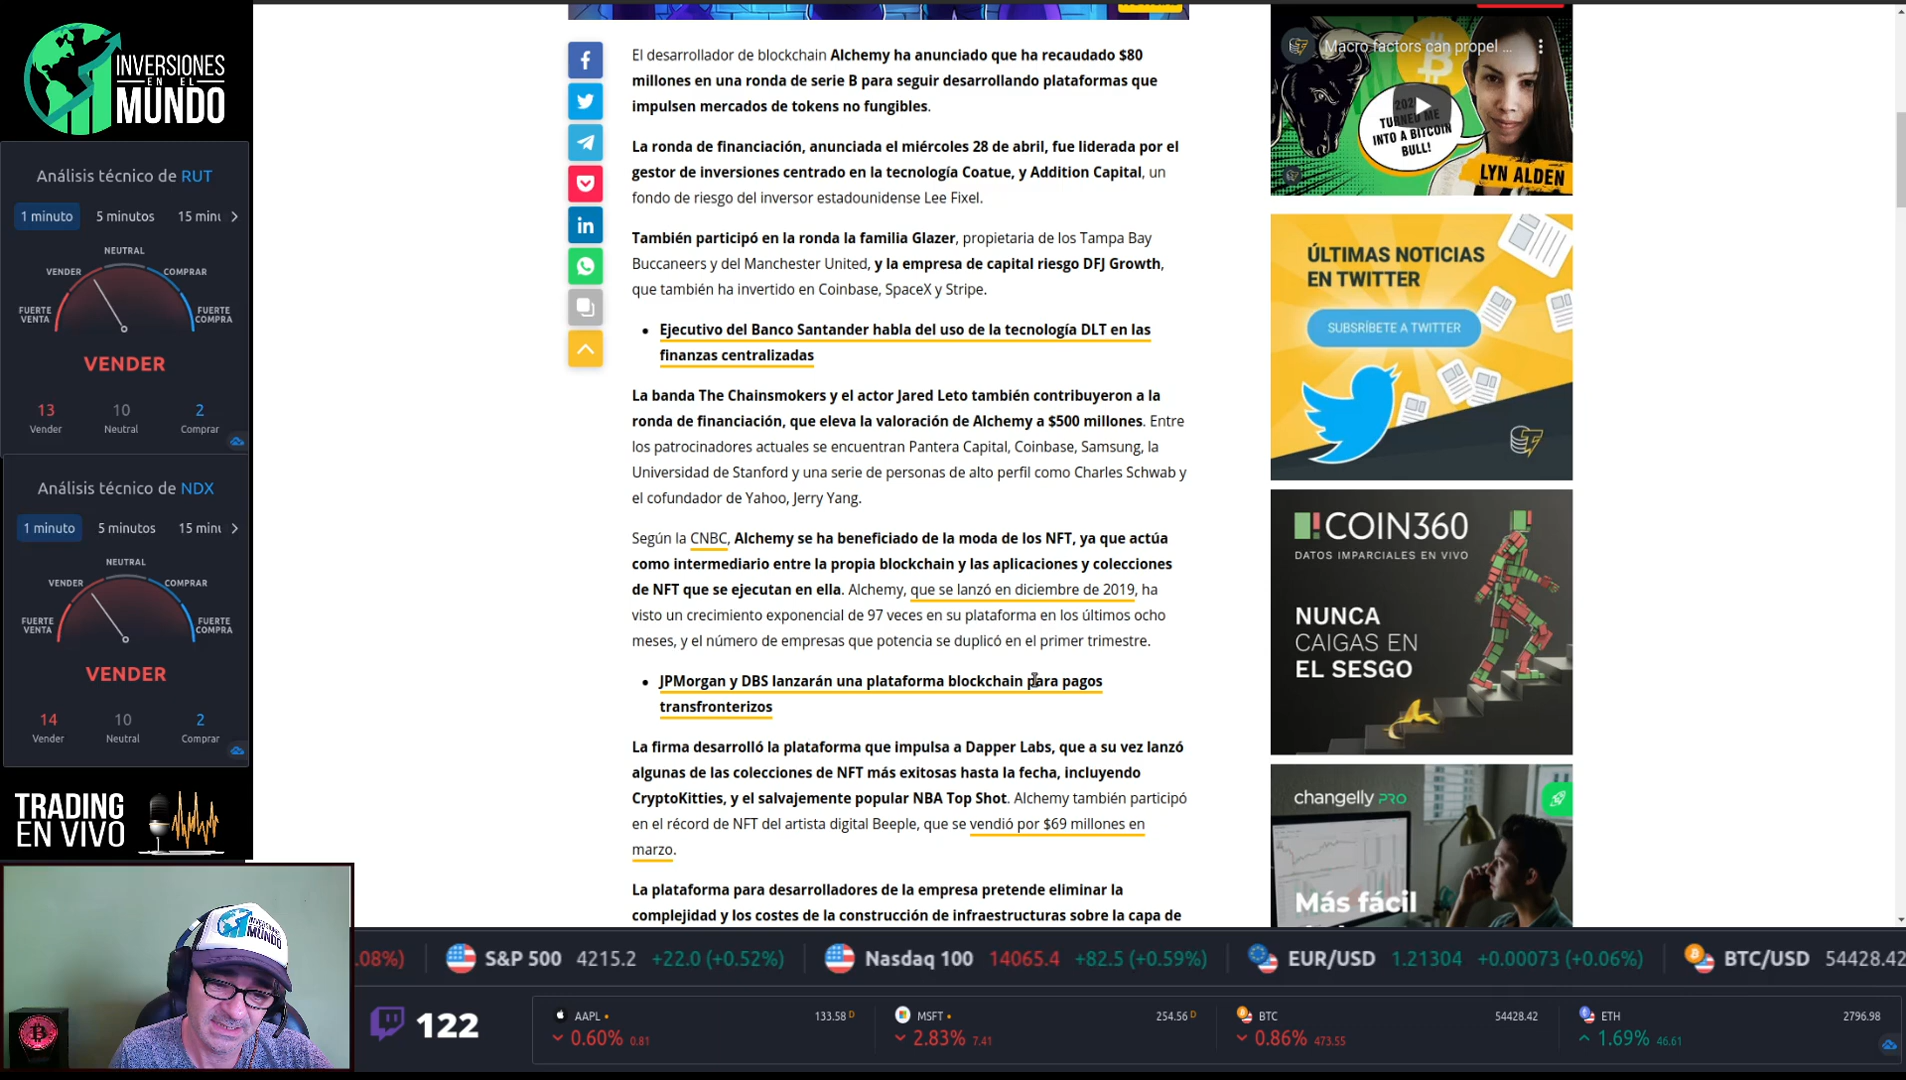 INVERSIONES
EN EL
MUNDO
Análisis técnico de RUT
1 minuto
5 minutos
15 minu
NEUTRAL
VENDER
COMPRAR
FUERTE
VENTA
FUERTE
COMPRA
VENDER
13
10
2
Vender
Neutral
Comprar
Análisis técnico de NDX
1 minuto
5 minutos
15 minu
NEUTRAL
VENDER
COMPRAR
FUERTE
VENTA
FUERTE
COMPRA
VENDER
14
10
2
Vender
Neutral
Comprar
TRADING
EN VIVO
El desarrollador de blockchain Alchemy ha anunciado que ha recaudado $80
millones en una ronda de serie B para seguir desarrollando plataformas que
impulsen mercados de tokens no fungibles.
La ronda de financiación, anunciada el miércoles 28 de abril, fue liderada por el
gestor de inversiones centrado en la tecnología Coatue, y Addition Capital, un
fondo de riesgo del inversor estadounidense Lee Fixel.
También participó en la ronda la familia Glazer, propietaria de los Tampa Bay
Buccaneers y del Manchester United, y la empresa de capital riesgo DFJ Growth,
que también ha invertido en Coinbase, SpaceX y Stripe.
Ejecutivo del Banco Santander habla del uso de la tecnología DLT en las
finanzas centralizadas
La banda The Chainsmokers y el actor Jared Leto también contribuyeron a la
ronda de financiación, que eleva la valoración de Alchemy a $500 millones. Entre
los patrocinadores actuales se encuentran Pantera Capital, Coinbase, Samsung, la
Universidad de Stanford y una serie de personas de alto perfil como Charles Schwab y
el cofundador de Yahoo, Jerry Yang.
Según la CNBC, Alchemy se ha beneficiado de la moda de los NFT, ya que actúa
como intermediario entre la propia blockchain y las aplicaciones y colecciones
de NFT que se ejecutan en ella. Alchemy, que se lanzó en diciembre de 2019, ha
visto un crecimiento exponencial de 97 veces en su plataforma en los últimos ocho
meses, y el número de empresas que potencia se duplicó en el primer trimestre.
JPMorgan y DBS lanzarán una plataforma blockchain para pagos
transfronterizos
La firma desarrolló la plataforma que impulsa a Dapper Labs, que a su vez lanzó
algunas de las colecciones de NFT más exitosas hasta la fecha, incluyendo
CryptoKitties, y el salvajemente popular NBA Top Shot. Alchemy también participó
en el récord de NFT del artista digital Beeple, que se vendió por $69 millones en
marzo.
La plataforma para desarrolladores de la empresa pretende eliminar la
complejidad y los costes de la construcción de infraestructuras sobre la capa de
Macro factors can propel ...
TURNED ME
INTO A BITCOIN
BULL!
LYN ALDEN
ÚLTIMAS NOTICIAS
EN TWITTER
SUBSRÍBETE A TWITTER
COIN360
DATOS IMPARCIALES EN VIVO
NUNCA
CAIGAS EN
EL SESGO
changelly PRO
Más fácil
INVERSIONES
MUNDO
.08%)
S&P 500 4215.2 +22.0 (+0.52%)
Nasdaq 100 14065.4 +82.5 (+0.59%)
EUR/USD 1.21304 +0.00073 (+0.06%)
BTC/USD 54428.42
122
AAPL 133.58 D
0.60% 0.81
MSFT 254.56 D
2.83% 7.41
BTC 54428.42
0.86% 473.55
ETH 2796.98
1.69% 46.61